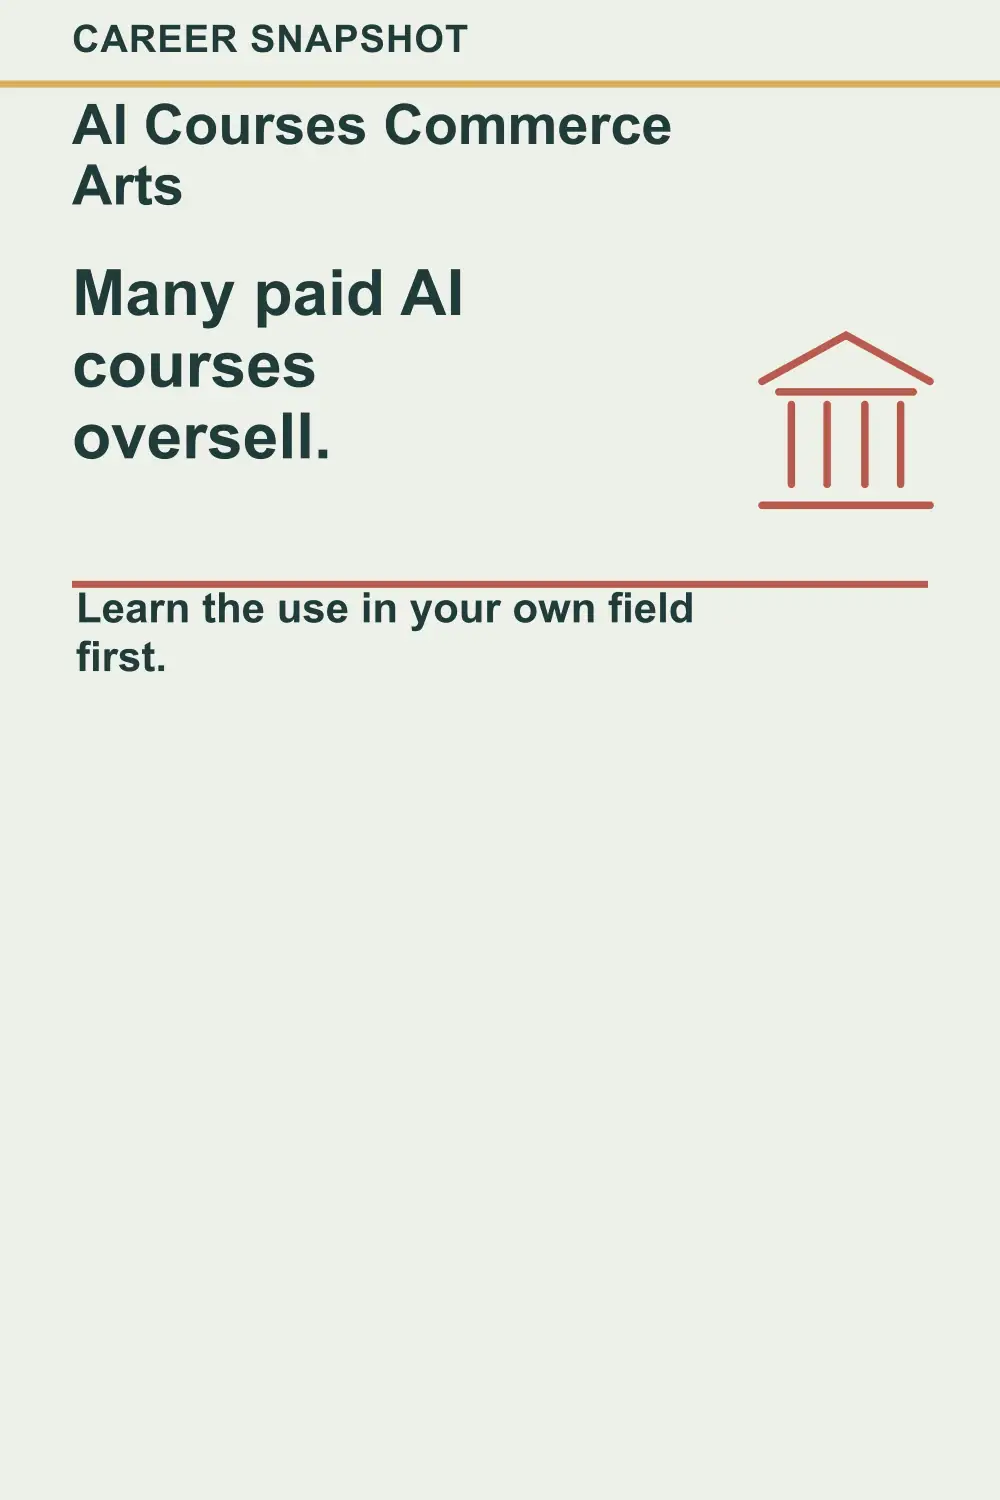 CAREER SNAPSHOT
AI Courses Commerce
Arts
Many paid AI
courses
oversell.
Learn the use in your own field
first.